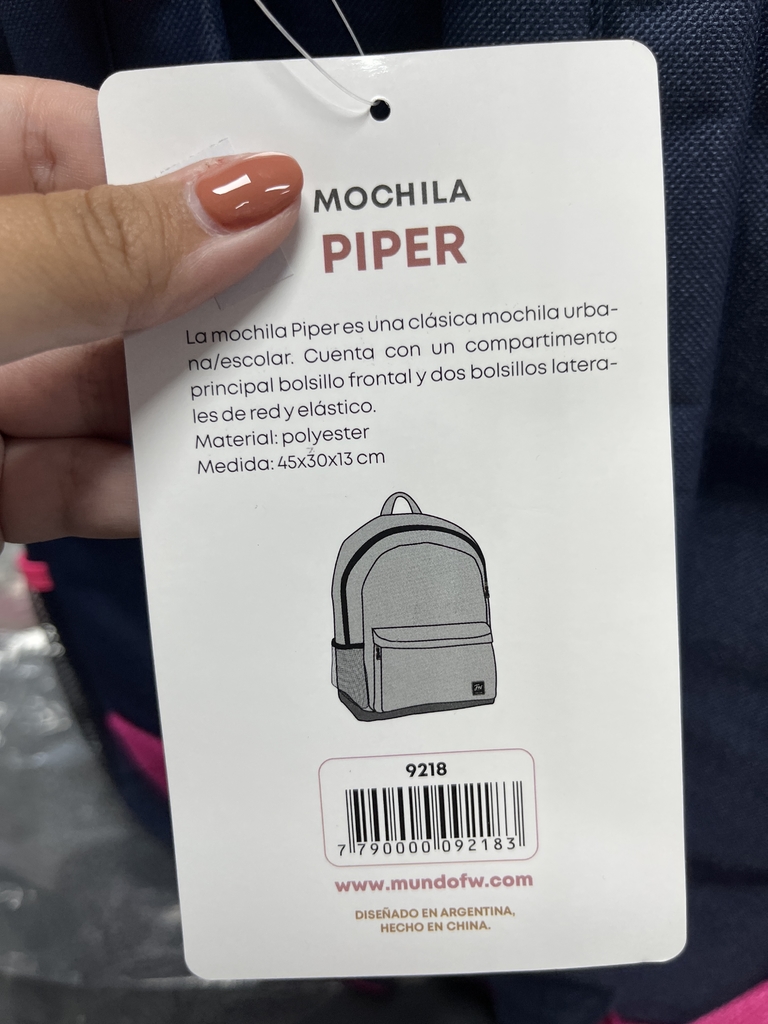 MOCHILA
PIPER
La mochila Piper es una clásica mochila urba-
na/escolar. Cuenta con un compartimento
principal bolsillo frontal y dos bolsillos latera-
les de red y elástico.
Material: polyester
Medida: 45x30x13 cm
9218
7 790000 092183
www.mundofw.com
DISEÑADO EN ARGENTINA,
HECHO EN CHINA.